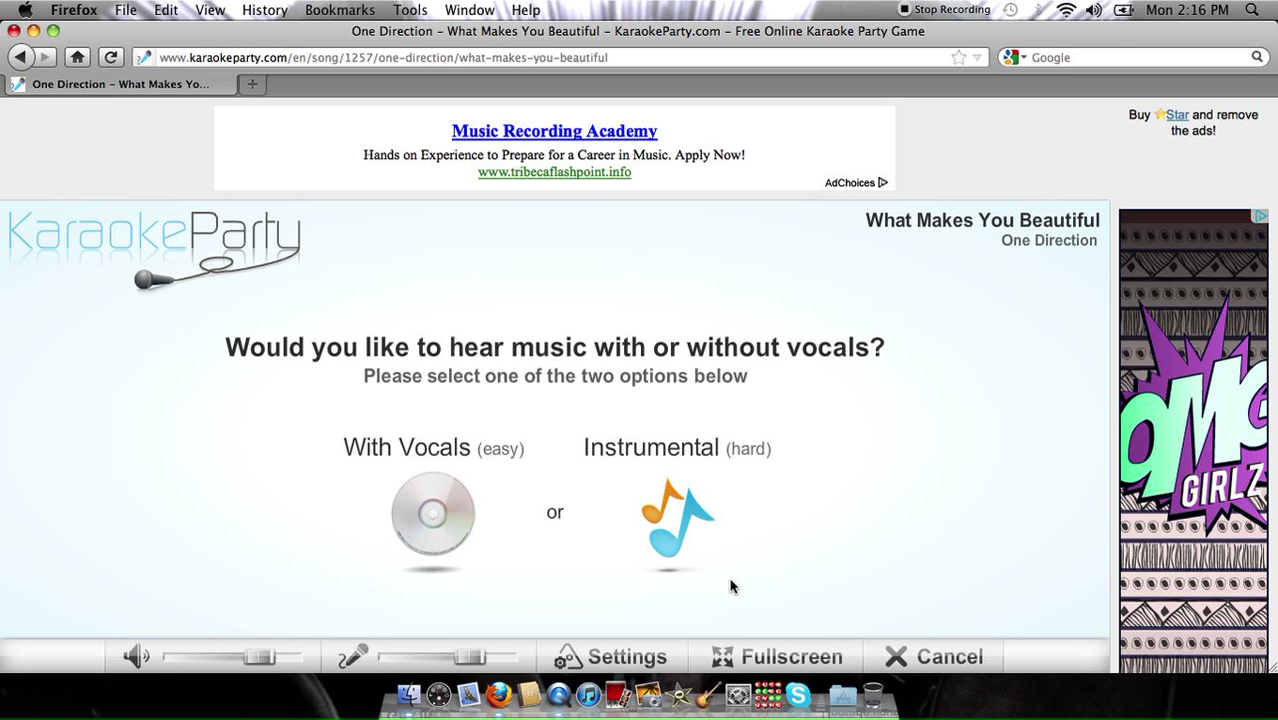 Firefox File Edit View History Bookmarks Tools Window Help Stop Recording Mon 2:16 PM
One Direction – What Makes You Beautiful – KaraokeParty.com – Free Online Karaoke Party Game
www.karaokeparty.com/en/song/1257/one-direction/what-makes-you-beautiful Google
One Direction – What Makes Yo...
Music Recording Academy
Hands on Experience to Prepare for a Career in Music. Apply Now!
www.tribecaflashpoint.info
AdChoices
Buy Star and remove
the ads!
KaraokeParty
What Makes You Beautiful
One Direction
Would you like to hear music with or without vocals?
Please select one of the two options below
With Vocals (easy)
Instrumental (hard)
or
OMG
GIRLZ
Settings Fullscreen Cancel